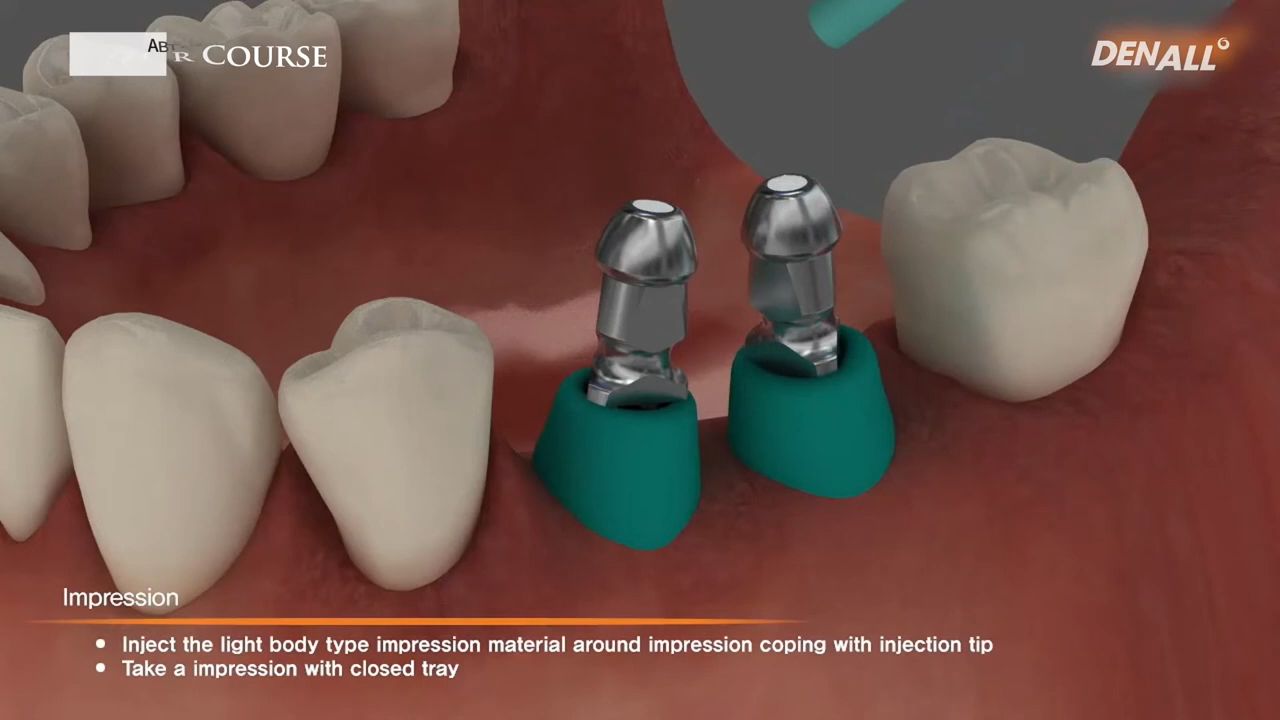 COURSE
DENALL
Impression
• Inject the light body type impression material around impression coping with injection tip
• Take a impression with closed tray